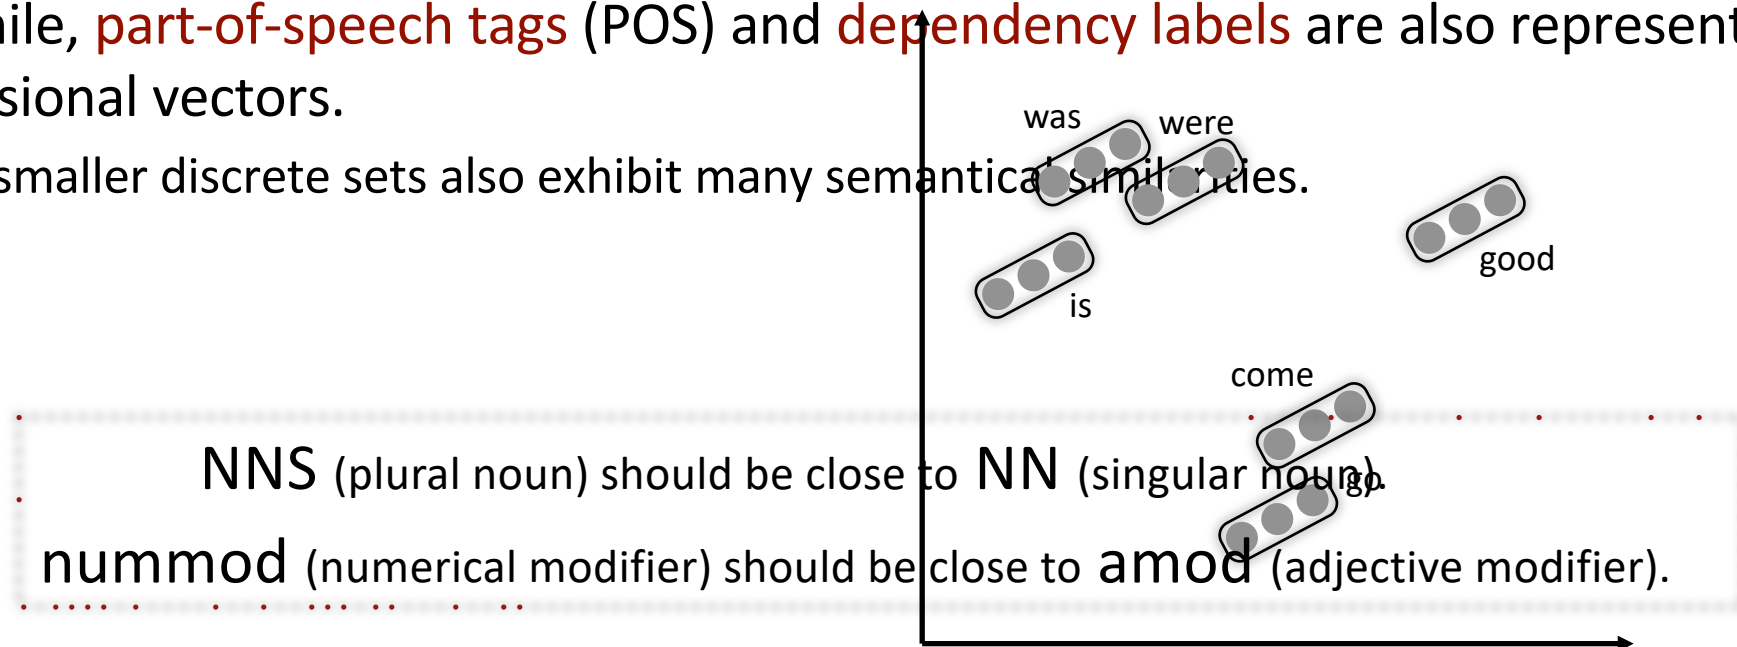 ile, part-of-speech tags (POS) and dependency labels are also represent
sional vectors.
was were
smaller discrete sets also exhibit many semantical similarities.
good
is
come
NNS (plural noun) should be close to NN (singular noun).
go
nummod (numerical modifier) should be close to amod (adjective modifier).